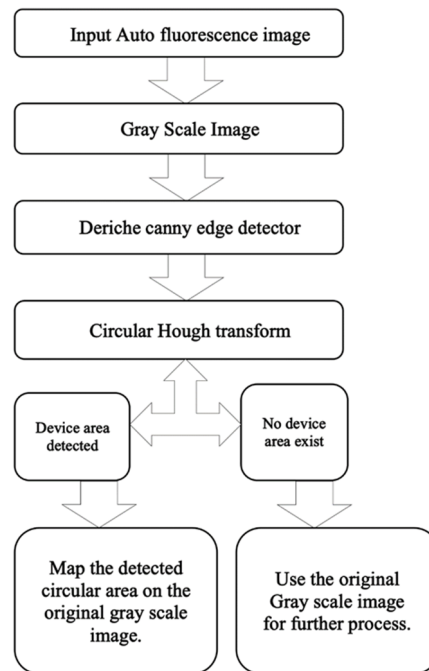 Input Auto fluorescence image
Gray Scale Image
Deriche canny edge detector
Circular Hough transform
Device area
detected
No device
area exist
Map the detected
circular area on the
original gray scale
image.
Use the original
Gray scale image
for further process.